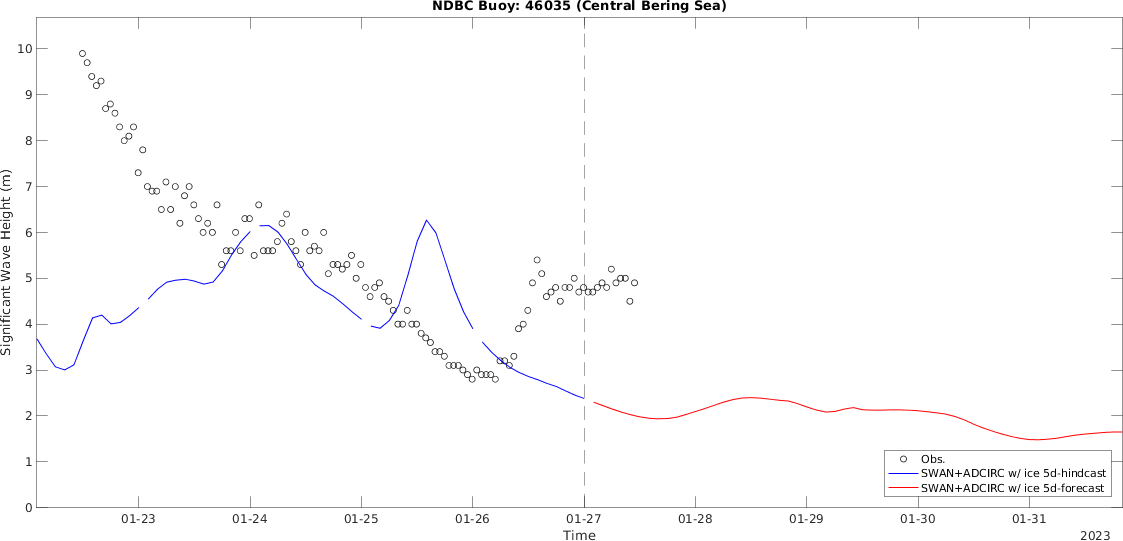 NDBC Buoy: 46035 (Central Bering Sea)
10
9
8
7
6
5
4
3
2
1
0
Significant Wave Height (m)
01-23 01-24 01-25 01-26 01-27 01-28 01-29 01-30 01-31
Time
2023
Obs.
SWAN+ADCIRC w/ ice 5d-hindcast
SWAN+ADCIRC w/ ice 5d-forecast